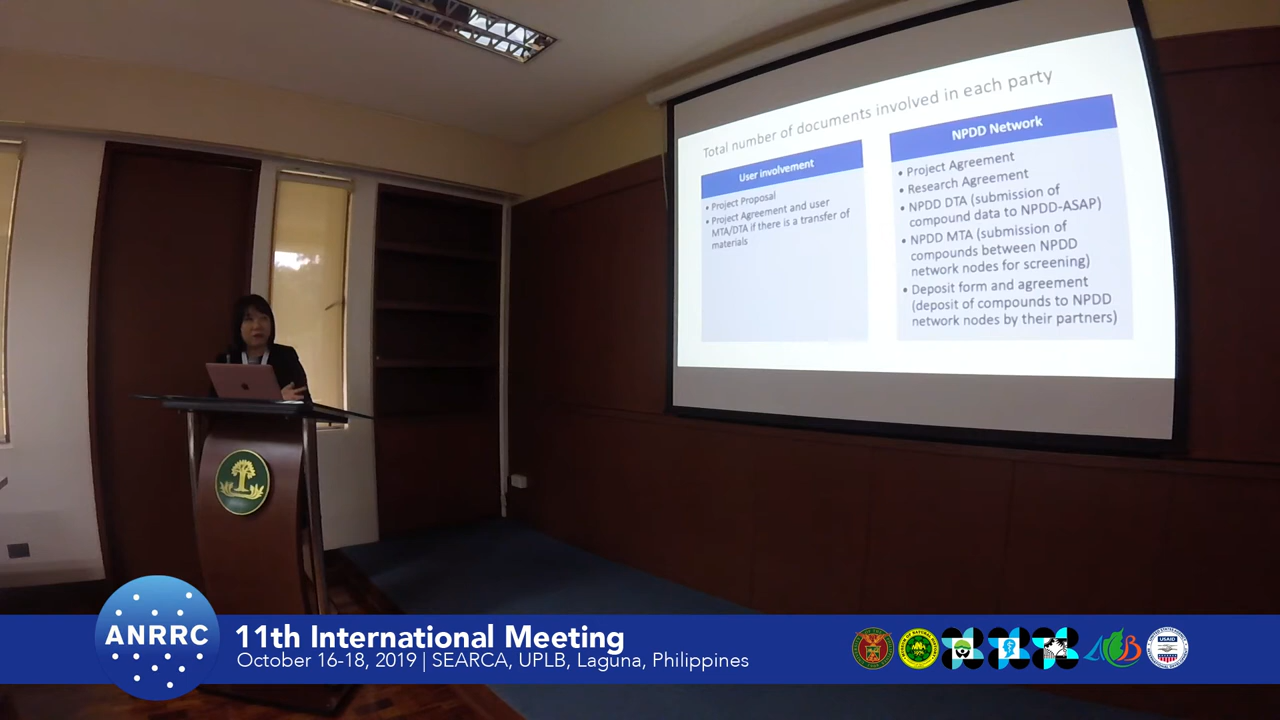 Total number of documents involved in each party
User involvement
• Project Proposal
• Project Agreement and user
MTA/DTA if there is a transfer of
materials
NPDD Network
• Project Agreement
• Research Agreement
• NPDD DTA (submission of
compound data to NPDD-ASAP)
• NPDD MTA (submission of
compounds between NPDD
network nodes for screening)
• Deposit form and agreement
(deposit of compounds to NPDD
network nodes by their partners)
ANRRC
11th International Meeting
October 16-18, 2019 | SEARCA, UPLB, Laguna, Philippines
USAID